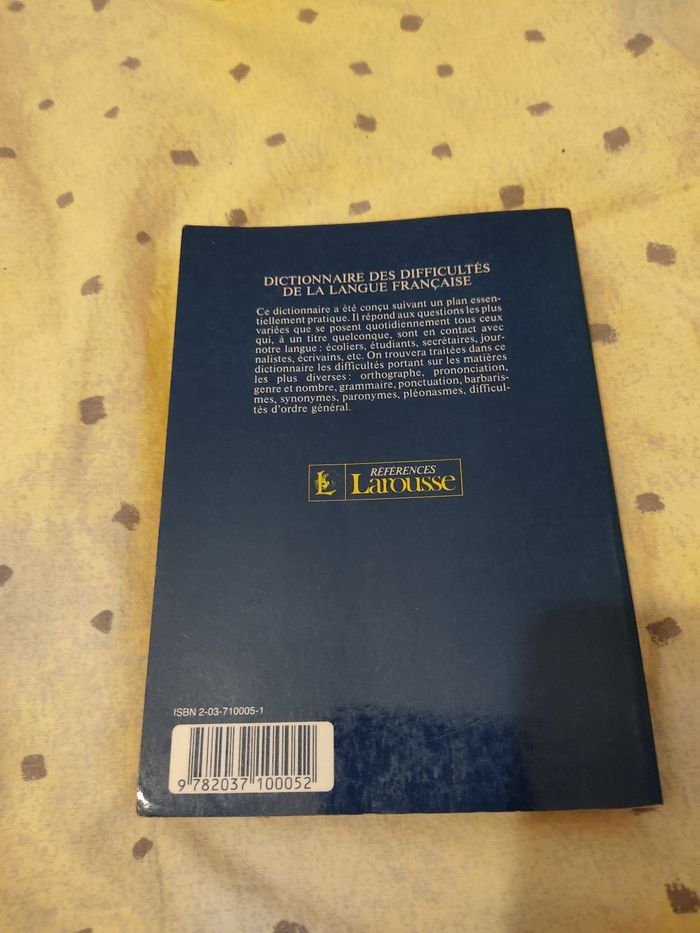 DICTIONNAIRE DES DIFFICULTÉS
DE LA LANGUE FRANÇAISE
Ce dictionnaire a été conçu suivant un plan essen-
tiellement pratique. Il répond aux questions les plus
variées que se posent quotidiennement tous ceux
qui, à un titre quelconque, sont en contact avec
notre langue : écoliers, étudiants, secrétaires, jour-
nalistes, écrivains, etc. On trouvera traitées dans ce
dictionnaire les difficultés portant sur les matières
les plus diverses : orthographe, prononciation,
genre et nombre, grammaire, ponctuation, barbaris-
mes, synonymes, paronymes, pléonasmes, difficul-
tés d'ordre général.
L
RÉFÉRENCES
Larousse
ISBN 2-03-710005-1
9 782037 100052